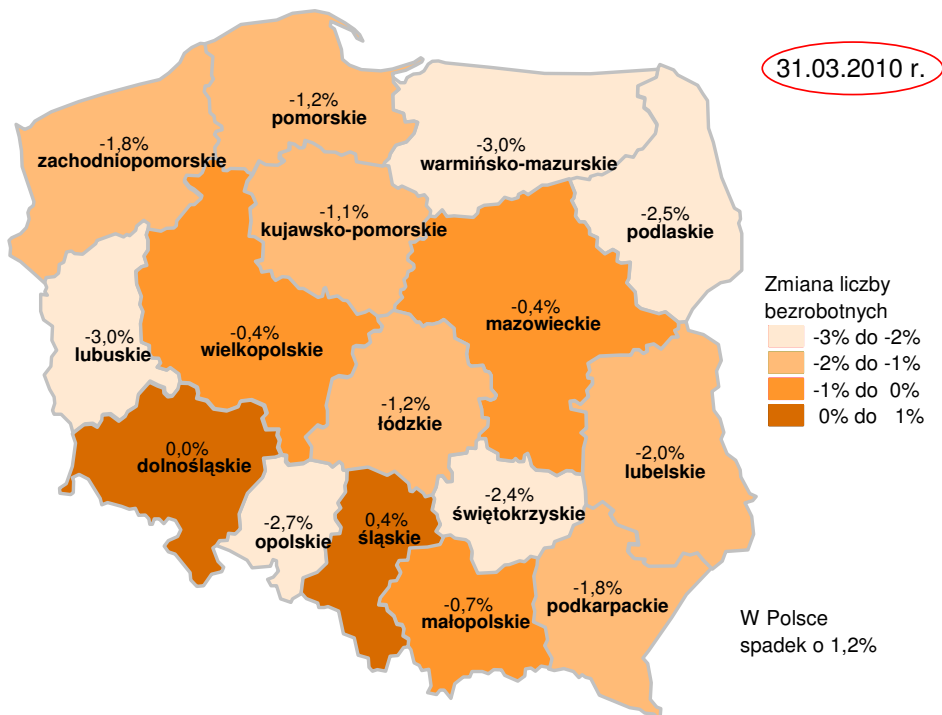 31.03.2010 r.
-1,2%
pomorskie
-1,8%
zachodniopomorskie
-3,0%
warmińsko-mazurskie
-1,1%
kujawsko-pomorskie
-2,5%
podlaskie
Zmiana liczby
bezrobotnych
-3% do -2%
-2% do -1%
-1% do 0%
0% do 1%
-3,0%
lubuskie
-0,4%
wielkopolskie
-0,4%
mazowieckie
-1,2%
łódzkie
0,0%
dolnośląskie
-2,0%
lubelskie
-2,7%
opolskie
0,4%
śląskie
-2,4%
świętokrzyskie
-0,7%
małopolskie
-1,8%
podkarpackie
W Polsce
spadek o 1,2%